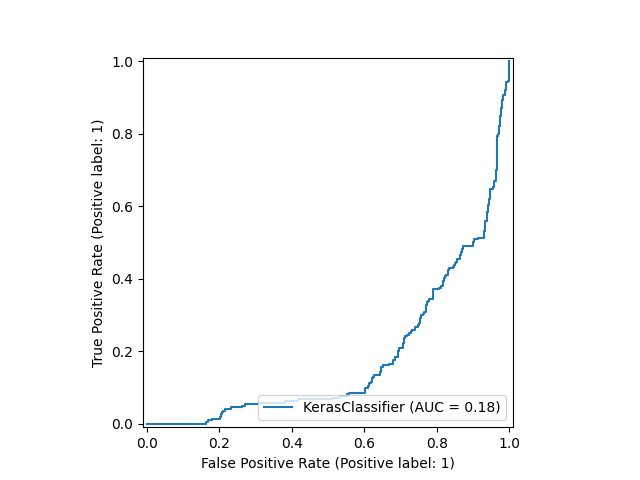 1.0
0.8
0.6
0.4
0.2
0.0
True Positive Rate (Positive label: 1)
KerasClassifier (AUC = 0.18)
0.0 0.2 0.4 0.6 0.8 1.0
False Positive Rate (Positive label: 1)